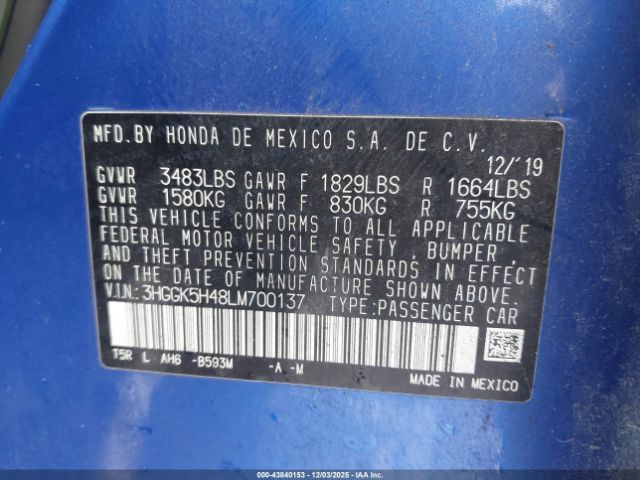 MFD.BY HONDA DE MEXICO S.A. DE C.V.
12/'19
GVWR 3483LBS GAWR F 1829LBS R 1664LBS
GVWR 1580KG GAWR F 830KG R 755KG
THIS VEHICLE CONFORMS TO ALL APPLICABLE
FEDERAL MOTOR VEHICLE SAFETY , BUMPER ,
AND THEFT PREVENTION STANDARDS IN EFFECT
ON THE DATE OF MANUFACTURE SHOWN ABOVE.
V.I.N.: 3HGGK5H48LM700137 TYPE:PASSENGER CAR
T5R L AH6 -B593M -A -M
MADE IN MEXICO
000-43840153 - 12/03/2025 - IAAI.COM